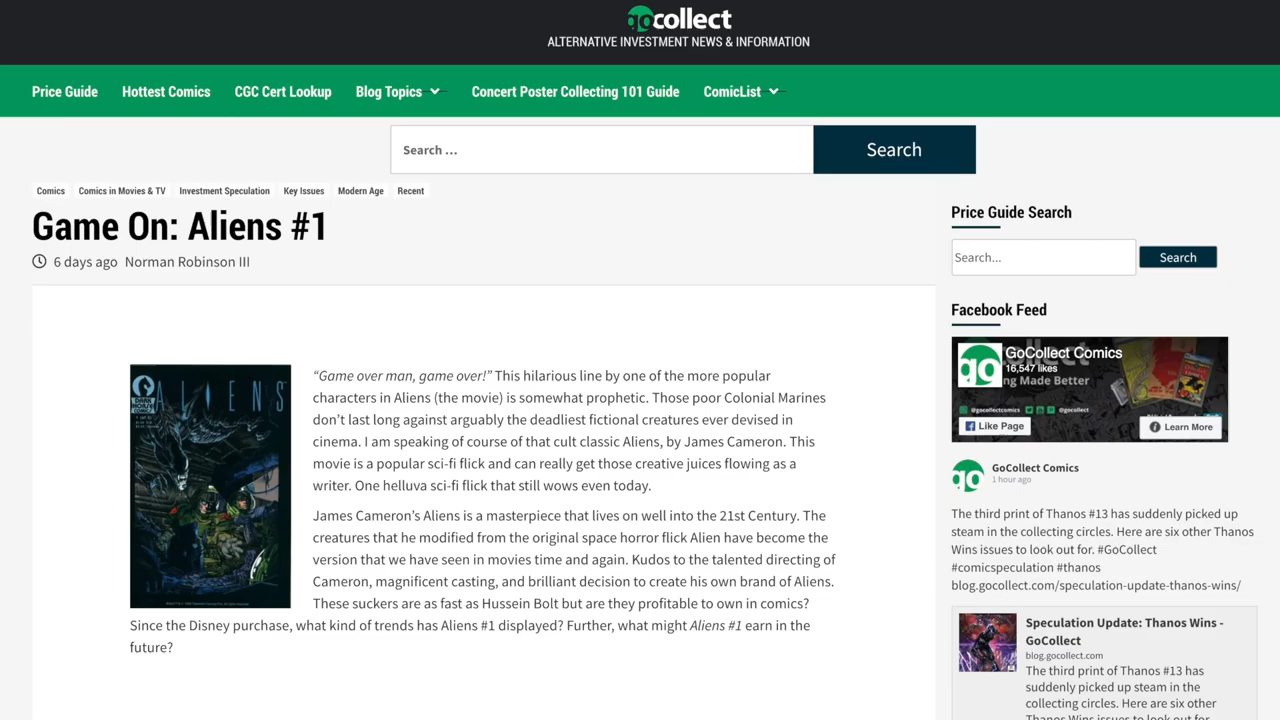 gocollect
ALTERNATIVE INVESTMENT NEWS & INFORMATION
Price Guide
Hottest Comics
CGC Cert Lookup
Blog Topics
Concert Poster Collecting 101 Guide
ComicList
Search …
Search
Comics
Comics in Movies & TV
Investment Speculation
Key Issues
Modern Age
Recent
Game On: Aliens #1
6 days ago Norman Robinson III
ALIENS
“Game over man, game over!” This hilarious line by one of the more popular
characters in Aliens (the movie) is somewhat prophetic. Those poor Colonial Marines
don’t last long against arguably the deadliest fictional creatures ever devised in
cinema. I am speaking of course of that cult classic Aliens, by James Cameron. This
movie is a popular sci-fi flick and can really get those creative juices flowing as a
writer. One helluva sci-fi flick that still wows even today.
James Cameron’s Aliens is a masterpiece that lives on well into the 21st Century. The
creatures that he modified from the original space horror flick Alien have become the
version that we have seen in movies time and again. Kudos to the talented directing of
Cameron, magnificent casting, and brilliant decision to create his own brand of Aliens.
These suckers are as fast as Hussein Bolt but are they profitable to own in comics?
Since the Disney purchase, what kind of trends has Aliens #1 displayed? Further, what might Aliens #1 earn in the
future?
Price Guide Search
Search...
Search
Facebook Feed
go
GoCollect Comics
16,547 likes
ng Made Better
@gocollectcomics
@gocollect
Like Page
Learn More
go
GoCollect Comics
1 hour ago
The third print of Thanos #13 has suddenly picked up
steam in the collecting circles. Here are six other Thanos
Wins issues to look out for. #GoCollect
#comicspeculation #thanos
blog.gocollect.com/speculation-update-thanos-wins/
Speculation Update: Thanos Wins -
GoCollect
blog.gocollect.com
The third print of Thanos #13 has
suddenly picked up steam in the
collecting circles. Here are six other
Thanos Wins issues to look out for